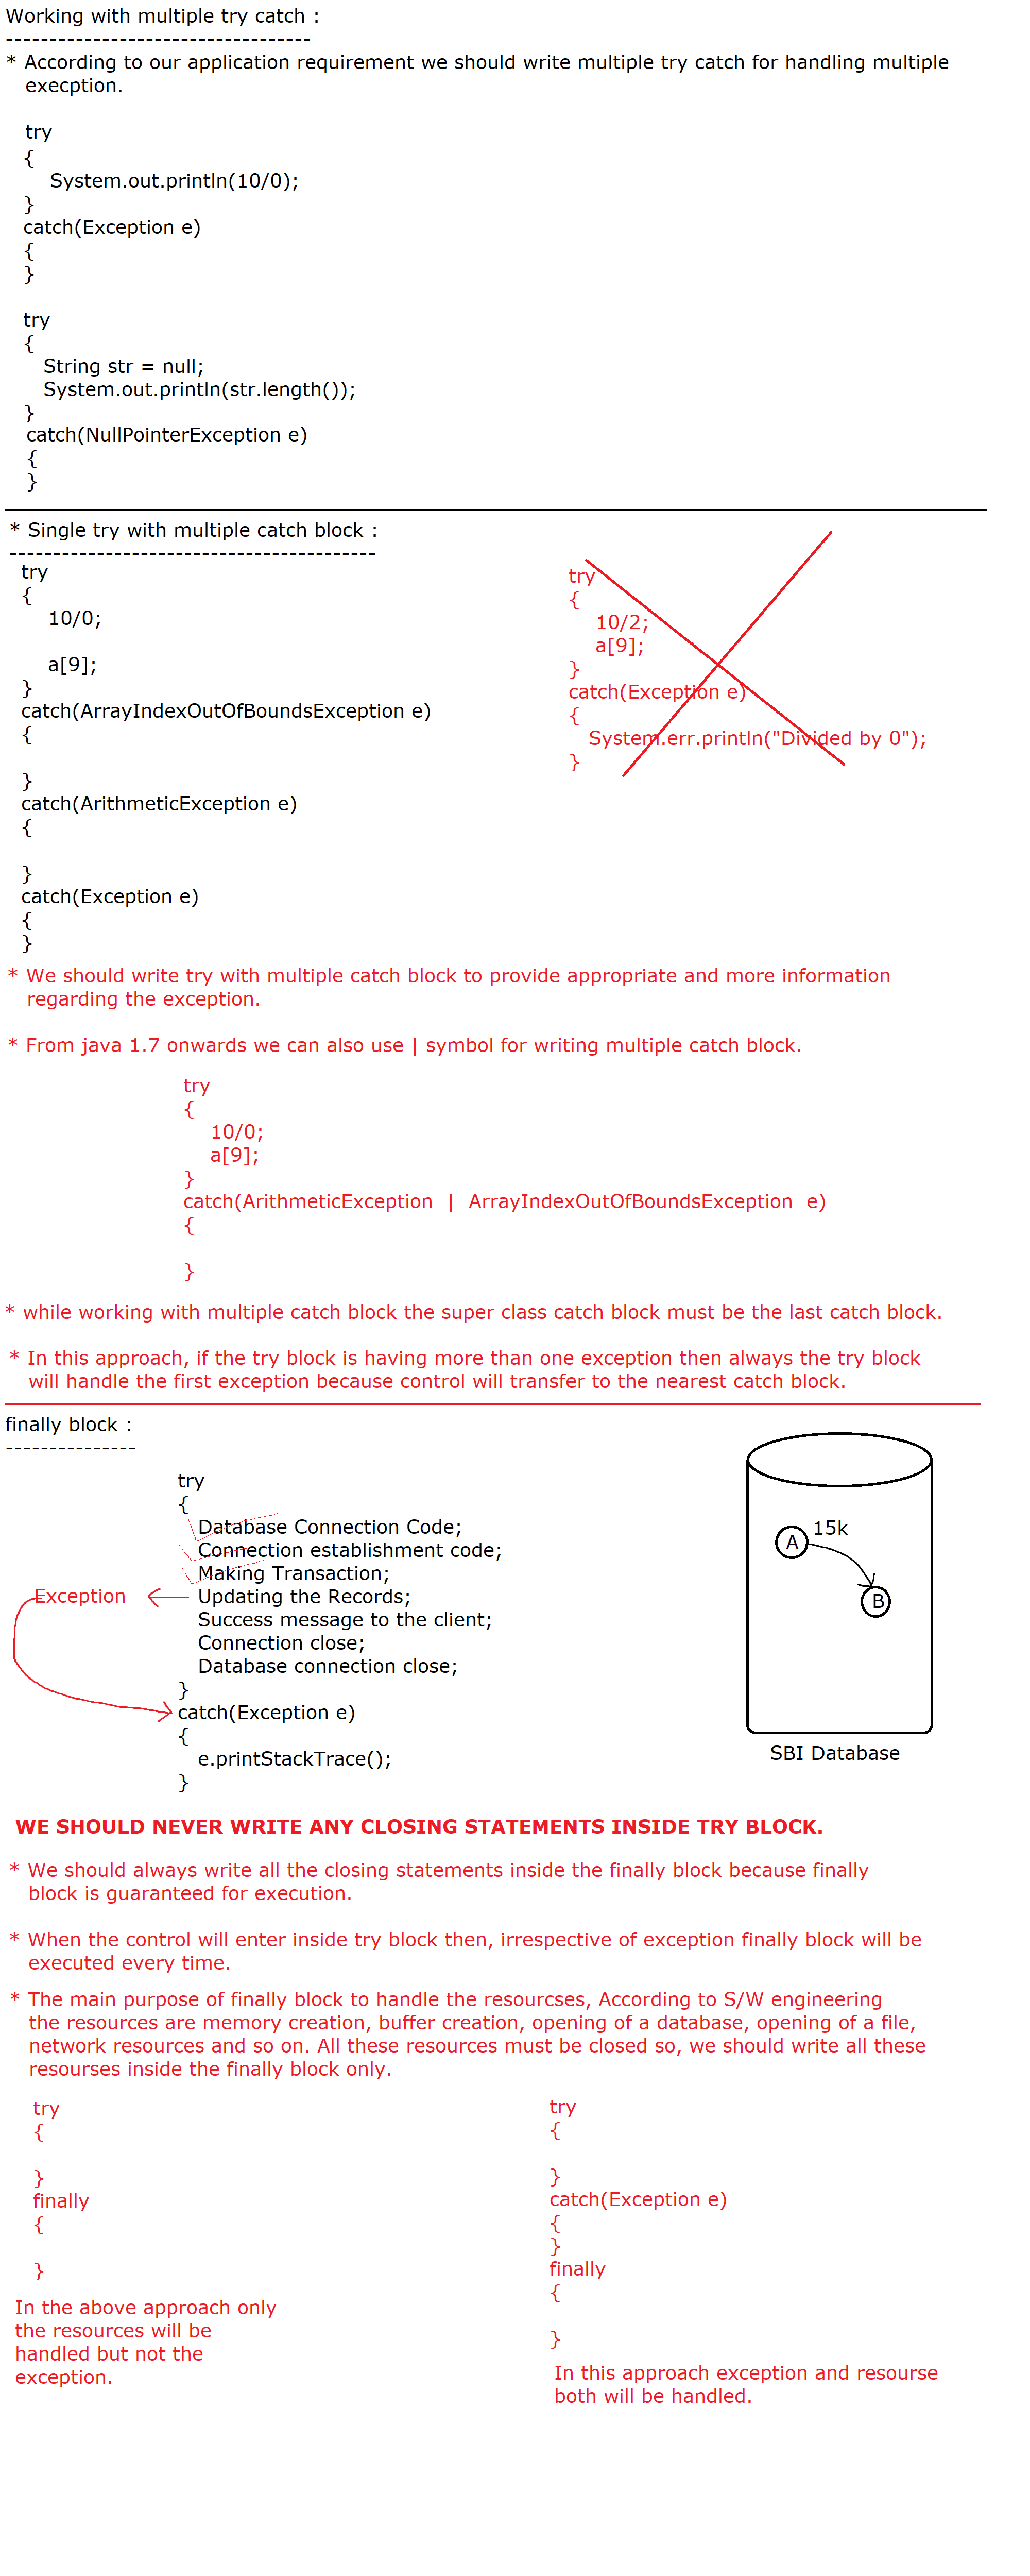 Working with multiple try catch :
-----------------------------------
* According to our application requirement we should write multiple try catch for handling multiple
execption.
try
{
System.out.println(10/0);
}
catch(Exception e)
{
}
try
{
String str = null;
System.out.println(str.length());
}
catch(NullPointerException e)
{
}
* Single try with multiple catch block :
------------------------------------------
try
{
10/0;
a[9];
}
catch(ArrayIndexOutOfBoundsException e)
{
}
catch(ArithmeticException e)
{
}
catch(Exception e)
{
}
try
{
10/2;
a[9];
}
catch(Exception e)
{
System.err.println("Divided by 0");
}
* We should write try with multiple catch block to provide appropriate and more information
regarding the exception.
* From java 1.7 onwards we can also use | symbol for writing multiple catch block.
try
{
10/0;
a[9];
}
catch(ArithmeticException | ArrayIndexOutOfBoundsException e)
{
}
* while working with multiple catch block the super class catch block must be the last catch block.
* In this approach, if the try block is having more than one exception then always the try block
will handle the first exception because control will transfer to the nearest catch block.
finally block :
---------------
try
{
Database Connection Code;
Connection establishment code;
Making Transaction;
Exception
Updating the Records;
Success message to the client;
Connection close;
Database connection close;
}
catch(Exception e)
{
e.printStackTrace();
}
15k
A
B
SBI Database
WE SHOULD NEVER WRITE ANY CLOSING STATEMENTS INSIDE TRY BLOCK.
* We should always write all the closing statements inside the finally block because finally
block is guaranteed for execution.
* When the control will enter inside try block then, irrespective of exception finally block will be
executed every time.
* The main purpose of finally block to handle the resourcses, According to S/W engineering
the resources are memory creation, buffer creation, opening of a database, opening of a file,
network resources and so on. All these resources must be closed so, we should write all these
resourses inside the finally block only.
try
{
}
finally
{
}
In the above approach only
the resources will be
handled but not the
exception.
try
{
}
catch(Exception e)
{
}
finally
{
}
In this approach exception and resourse
both will be handled.